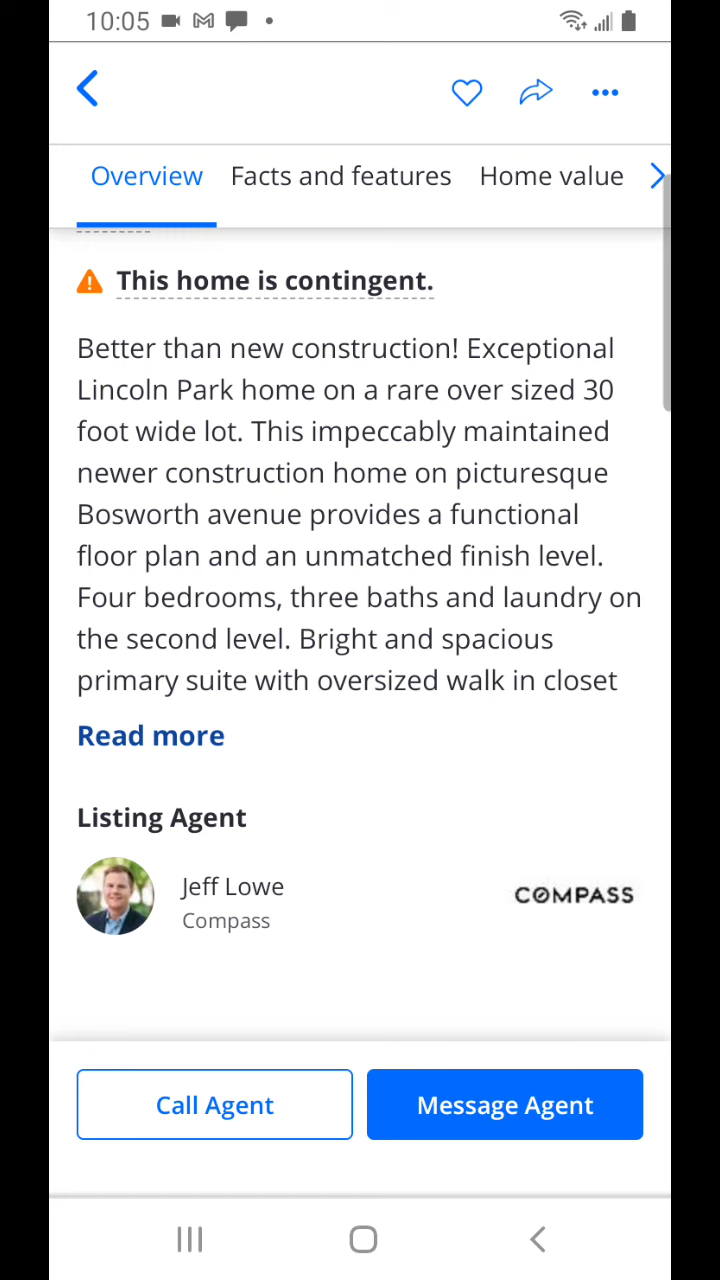 10:05
Overview Facts and features Home value
This home is contingent.
Better than new construction! Exceptional
Lincoln Park home on a rare over sized 30
foot wide lot. This impeccably maintained
newer construction home on picturesque
Bosworth avenue provides a functional
floor plan and an unmatched finish level.
Four bedrooms, three baths and laundry on
the second level. Bright and spacious
primary suite with oversized walk in closet
Read more
Listing Agent
Jeff Lowe
Compass
COMPASS
Call Agent Message Agent